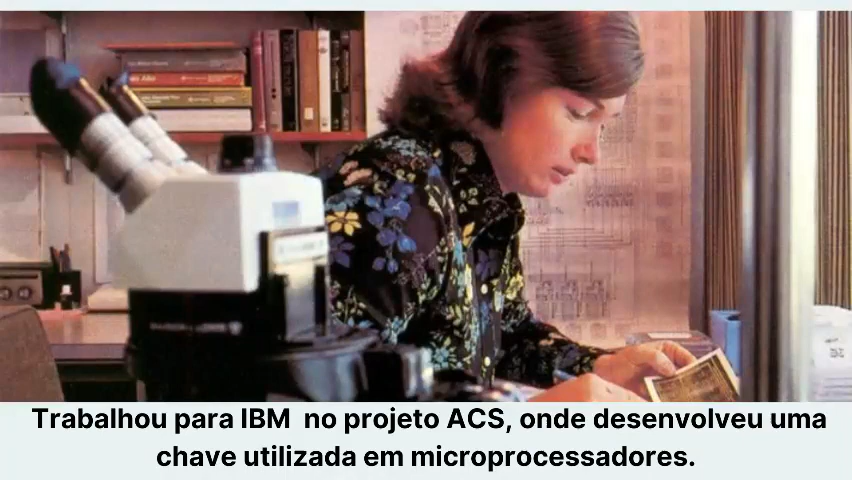 Trabalhou para IBM no projeto ACS, onde desenvolveu uma
chave utilizada em microprocessadores.